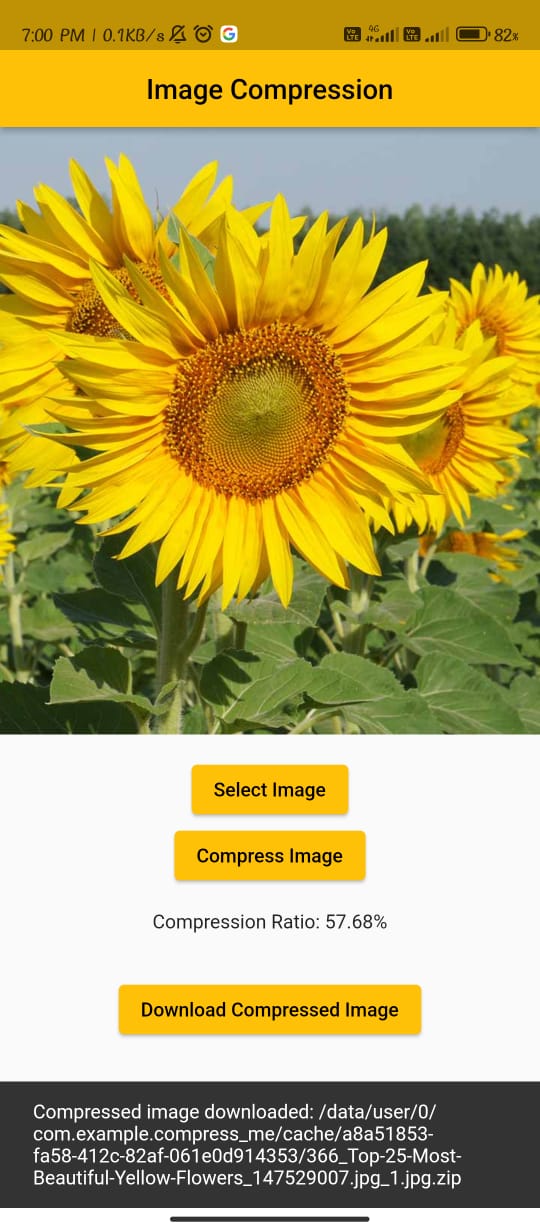 7:00 PM | 0.1KB/s G Vo LTE 4G Vo LTE 82%
Image Compression
Select Image
Compress Image
Compression Ratio: 57.68%
Download Compressed Image
Compressed image downloaded: /data/user/0/
com.example.compress_me/cache/a8a51853-
fa58-412c-82af-061e0d914353/366_Top-25-Most-
Beautiful-Yellow-Flowers_147529007.jpg_1.jpg.zip